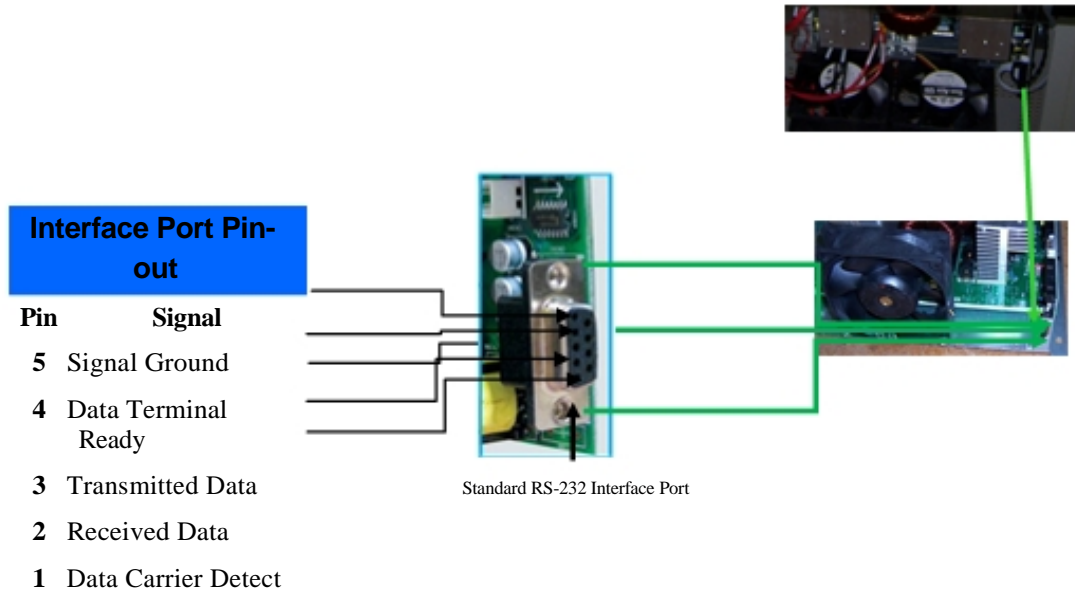 Interface Port Pin-
out
Pin Signal
5 Signal Ground
4 Data Terminal
Ready
3 Transmitted Data
2 Received Data
1 Data Carrier Detect
Standard RS-232 Interface Port